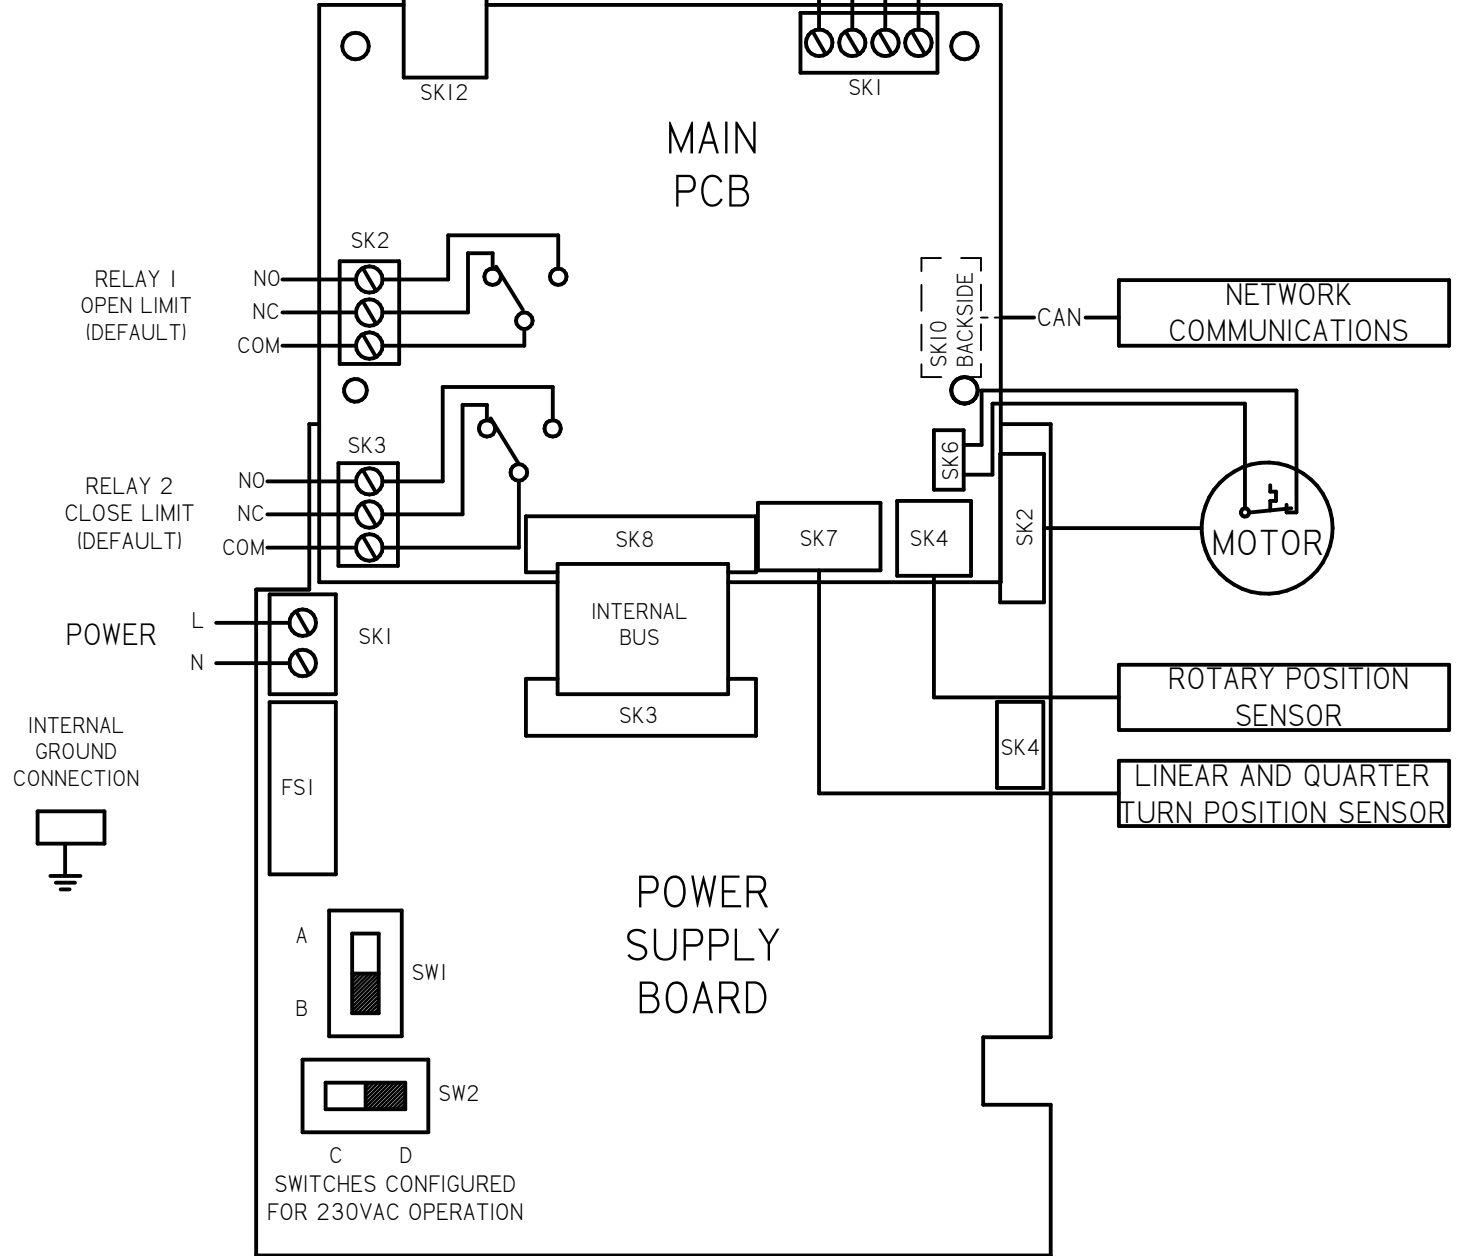 SK12
SK1
MAIN
PCB
SK2
RELAY 1
OPEN LIMIT
(DEFAULT)
NO
NC
COM
SK10
BACKSIDE
CAN
NETWORK
COMMUNICATIONS
SK3
RELAY 2
CLOSE LIMIT
(DEFAULT)
NO
NC
COM
SK6
SK2
MOTOR
SK8
SK7
SK4
INTERNAL
BUS
SK3
POWER
L
N
SK1
ROTARY POSITION
SENSOR
SK4
LINEAR AND QUARTER
TURN POSITION SENSOR
INTERNAL
GROUND
CONNECTION
FS1
POWER
SUPPLY
BOARD
A
B
SW1
SW2
C D
SWITCHES CONFIGURED
FOR 230VAC OPERATION